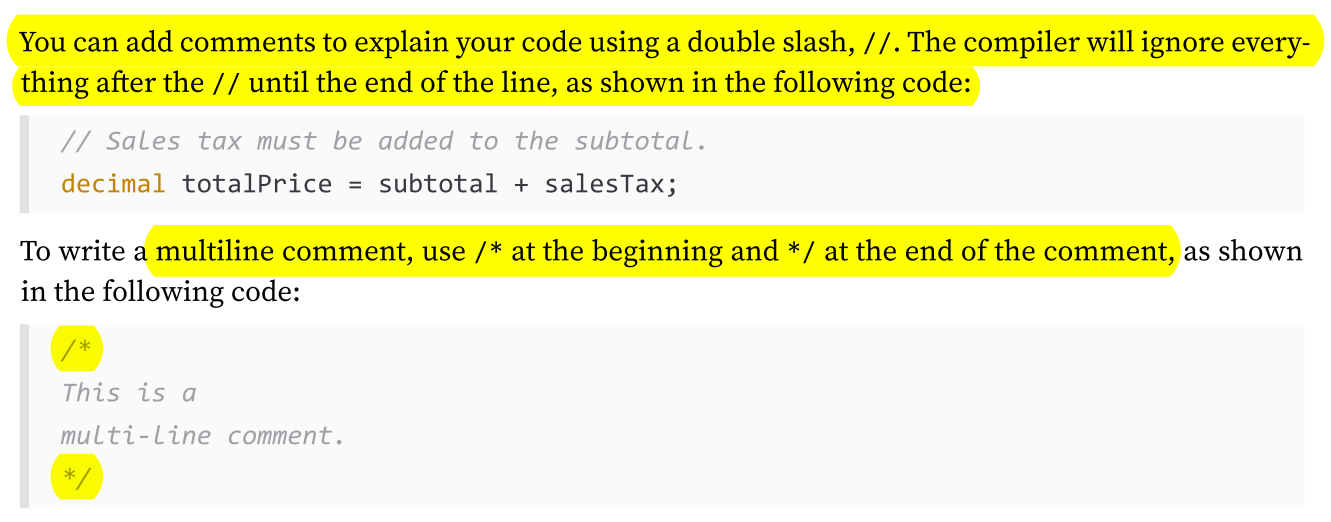 You can add comments to explain your code using a double slash, //. The compiler will ignore every-
thing after the // until the end of the line, as shown in the following code:
// Sales tax must be added to the subtotal.
decimal totalPrice = subtotal + salesTax;
To write a multiline comment, use /* at the beginning and */ at the end of the comment, as shown
in the following code:
/*
This is a
multi-line comment.
*/